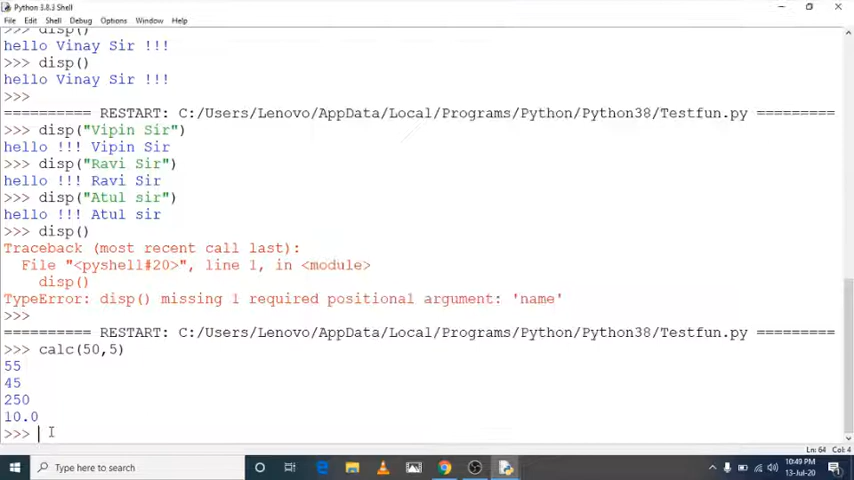 Python 3.8.3 Shell
File Edit Shell Debug Options Window Help
>>> disp()
hello Vinay Sir !!!
>>> disp()
hello Vinay Sir !!!
>>>
========== RESTART: C:/Users/Lenovo/AppData/Local/Programs/Python/Python38/Testfun.py =========
>>> disp("Vipin Sir")
hello !!! Vipin Sir
>>> disp("Ravi Sir")
hello !!! Ravi Sir
>>> disp("Atul sir")
hello !!! Atul sir
>>> disp()
Traceback (most recent call last):
File "<pyshell#20>", line 1, in <module>
disp()
TypeError: disp() missing 1 required positional argument: 'name'
>>>
========== RESTART: C:/Users/Lenovo/AppData/Local/Programs/Python/Python38/Testfun.py =========
>>> calc(50,5)
55
45
250
10.0
>>>
Ln: 64 Col: 4
Type here to search
10:49 PM
13-Jul-20